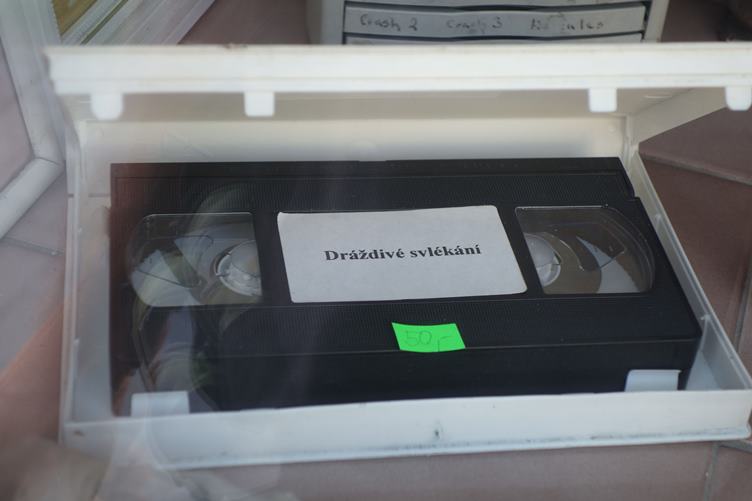 Crash 2 Crash 3
Dráždivé svlékání
50,-